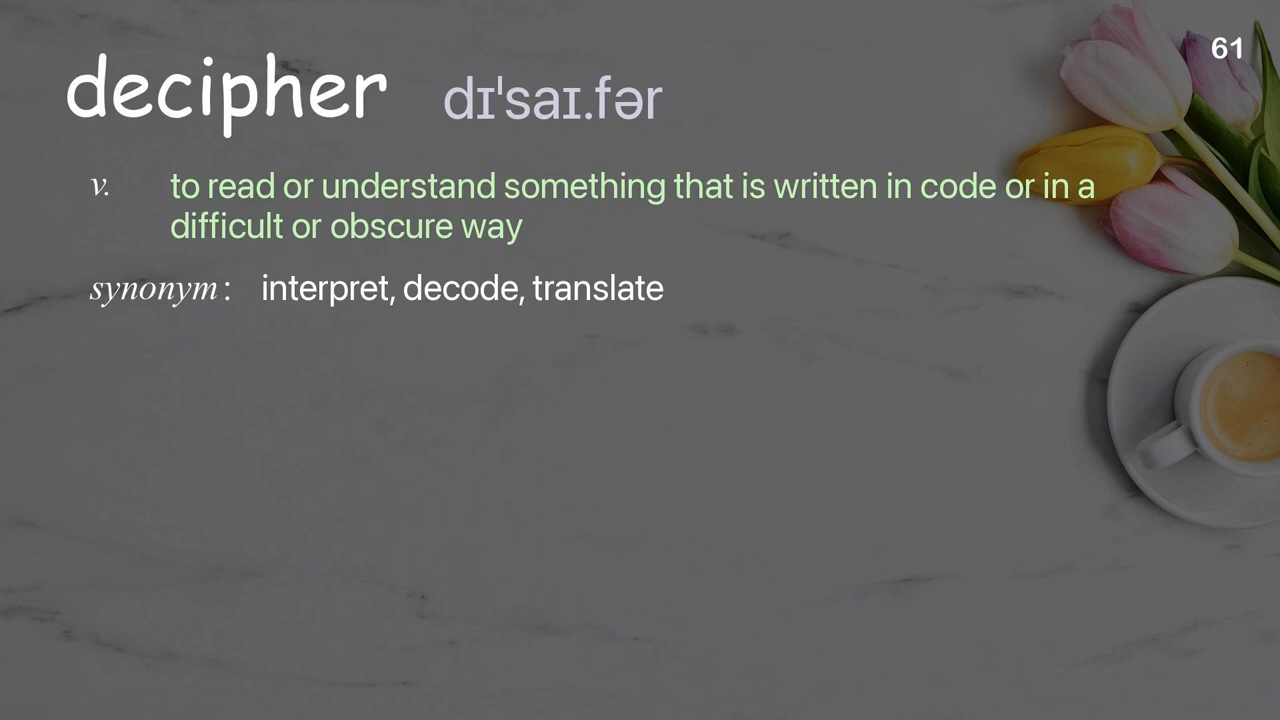 61
decipher dɪˈsaɪ.fər
v. to read or understand something that is written in code or in a
difficult or obscure way
synonym: interpret, decode, translate